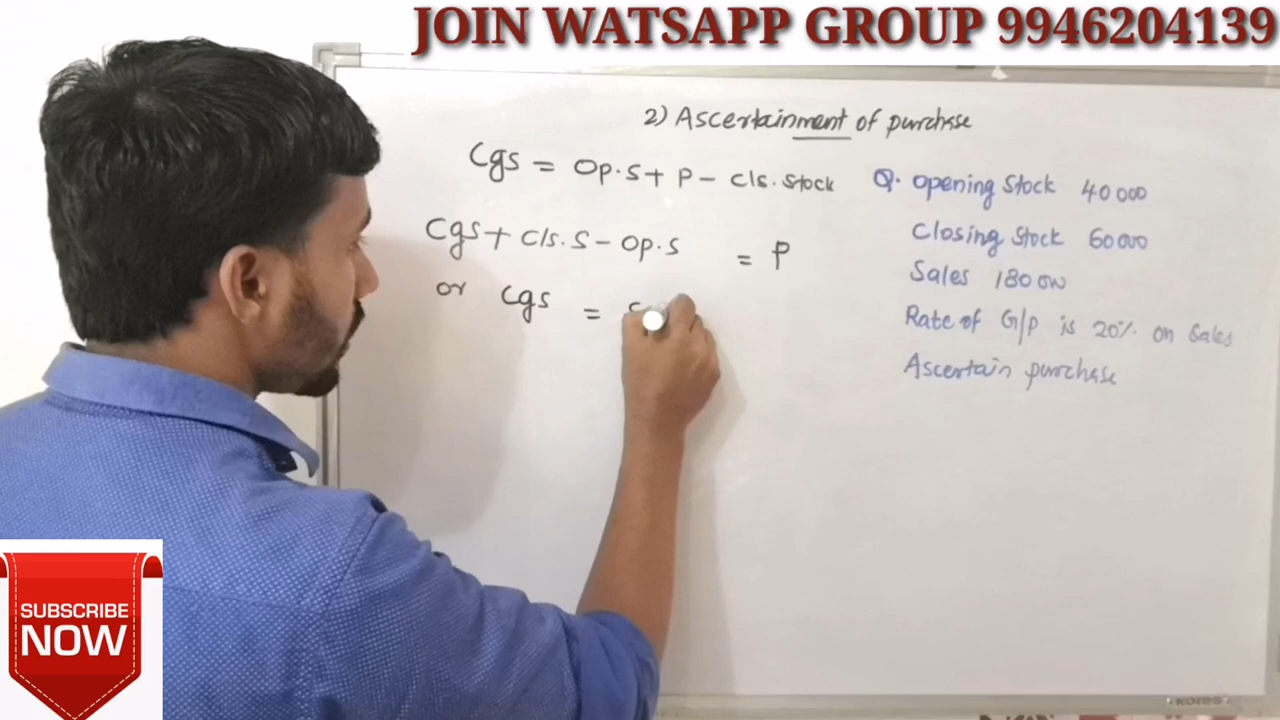 JOIN WATSAPP GROUP 9946204139
2) Ascertainment of purchase
Cgs = Op.S + P - Cls. Stock
Cgs + Cls. S - Op. S = P
or Cgs =
Q. Opening Stock 40000
Closing Stock 60000
Sales 180000
Rate of G/P is 20% on Sales
Ascertain purchase
SUBSCRIBE
NOW